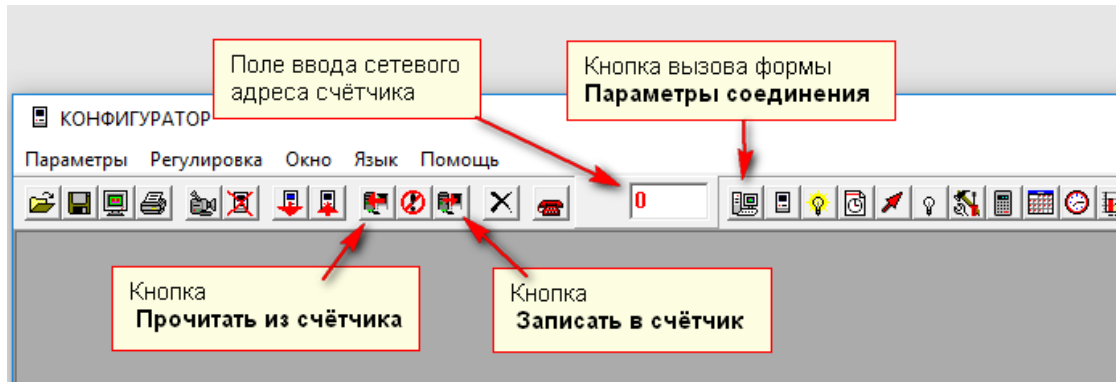 Поле ввода сетевого
адреса счётчика
Кнопка вызова формы
Параметры соединения
КОНФИГУРАТОР
Параметры Регулировка Окно Язык Помощь
0
Кнопка
Прочитать из счётчика
Кнопка
Записать в счётчик